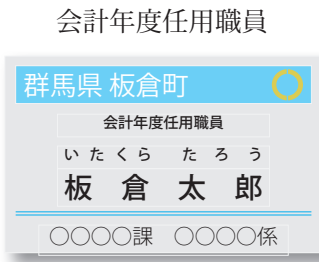 会計年度任用職員
群馬県 板倉町
会計年度任用職員
いたくら たろう
板倉太郎
○○○○課 ○○○○係